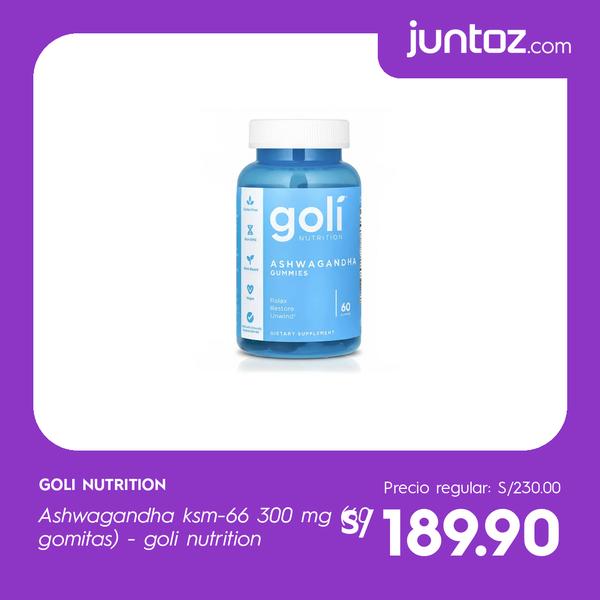 juntoz.com
goli
NUTRITION
ASHWAGANDHA
GUMMIES
Relax
Restore
Unwind
60
DIETARY SUPPLEMENT
GOLI NUTRITION
Precio regular: S/230.00
Ashwagandha ksm-66 300 mg (60
gomitas) - goli nutrition
S/ 189.90